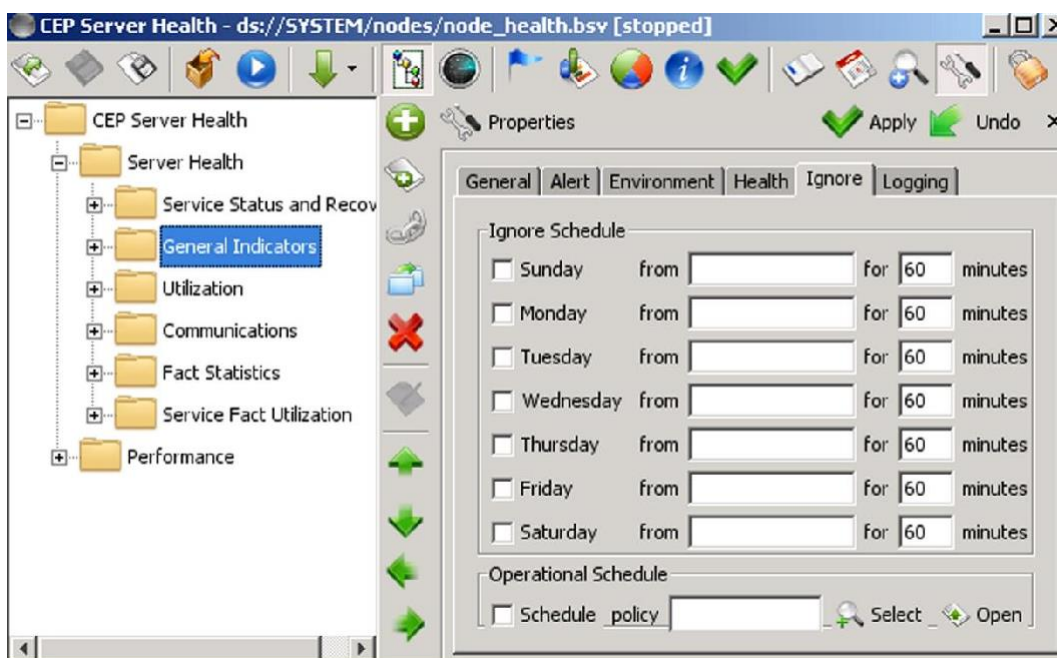 CEP Server Health - ds://SYSTEM/nodes/node_health.bsv [stopped]
CEP Server Health
Server Health
Service Status and Recov
General Indicators
Utilization
Communications
Fact Statistics
Service Fact Utilization
Performance
Properties Apply Undo
General Alert Environment Health Ignore Logging
Ignore Schedule
Sunday from for 60 minutes
Monday from for 60 minutes
Tuesday from for 60 minutes
Wednesday from for 60 minutes
Thursday from for 60 minutes
Friday from for 60 minutes
Saturday from for 60 minutes
Operational Schedule
Schedule policy Select Open